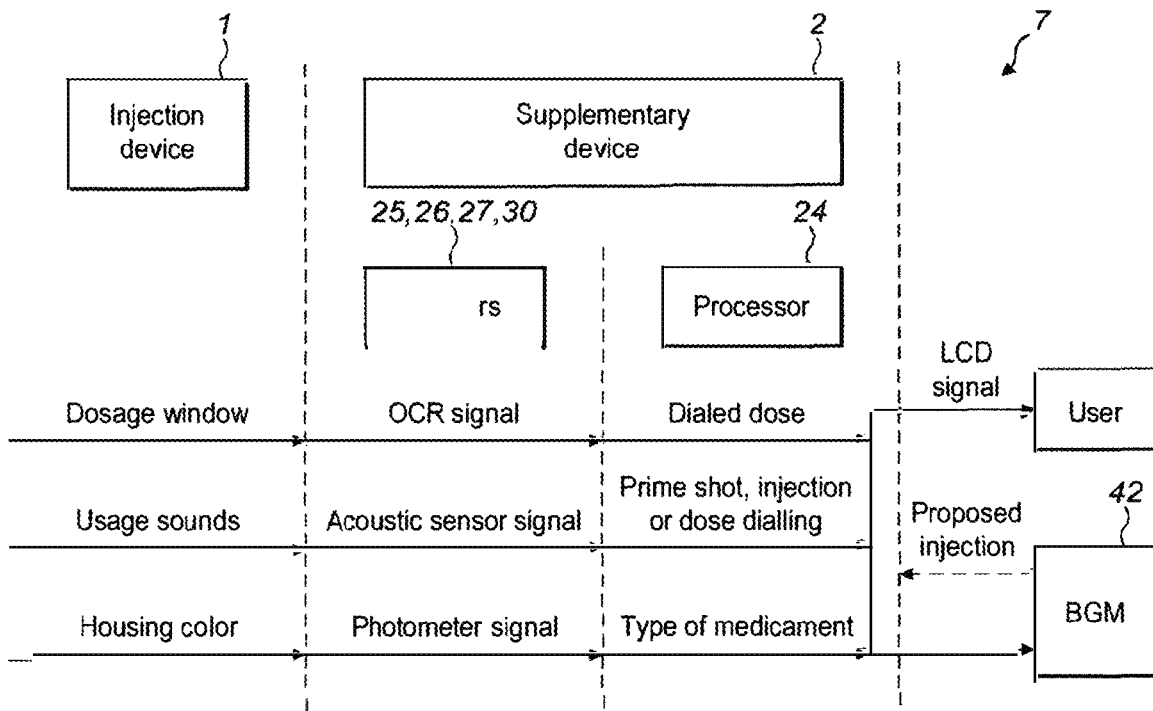 1
2
7
Injection
device
Supplementary
device
25, 26, 27, 30
24
rs
Processor
LCD
signal
Dosage window
OCR signal
Dialed dose
User
Usage sounds
Acoustic sensor signal
Prime shot, injection
or dose dialling
Proposed
injection
42
Housing color
Photometer signal
Type of medicament
BGM